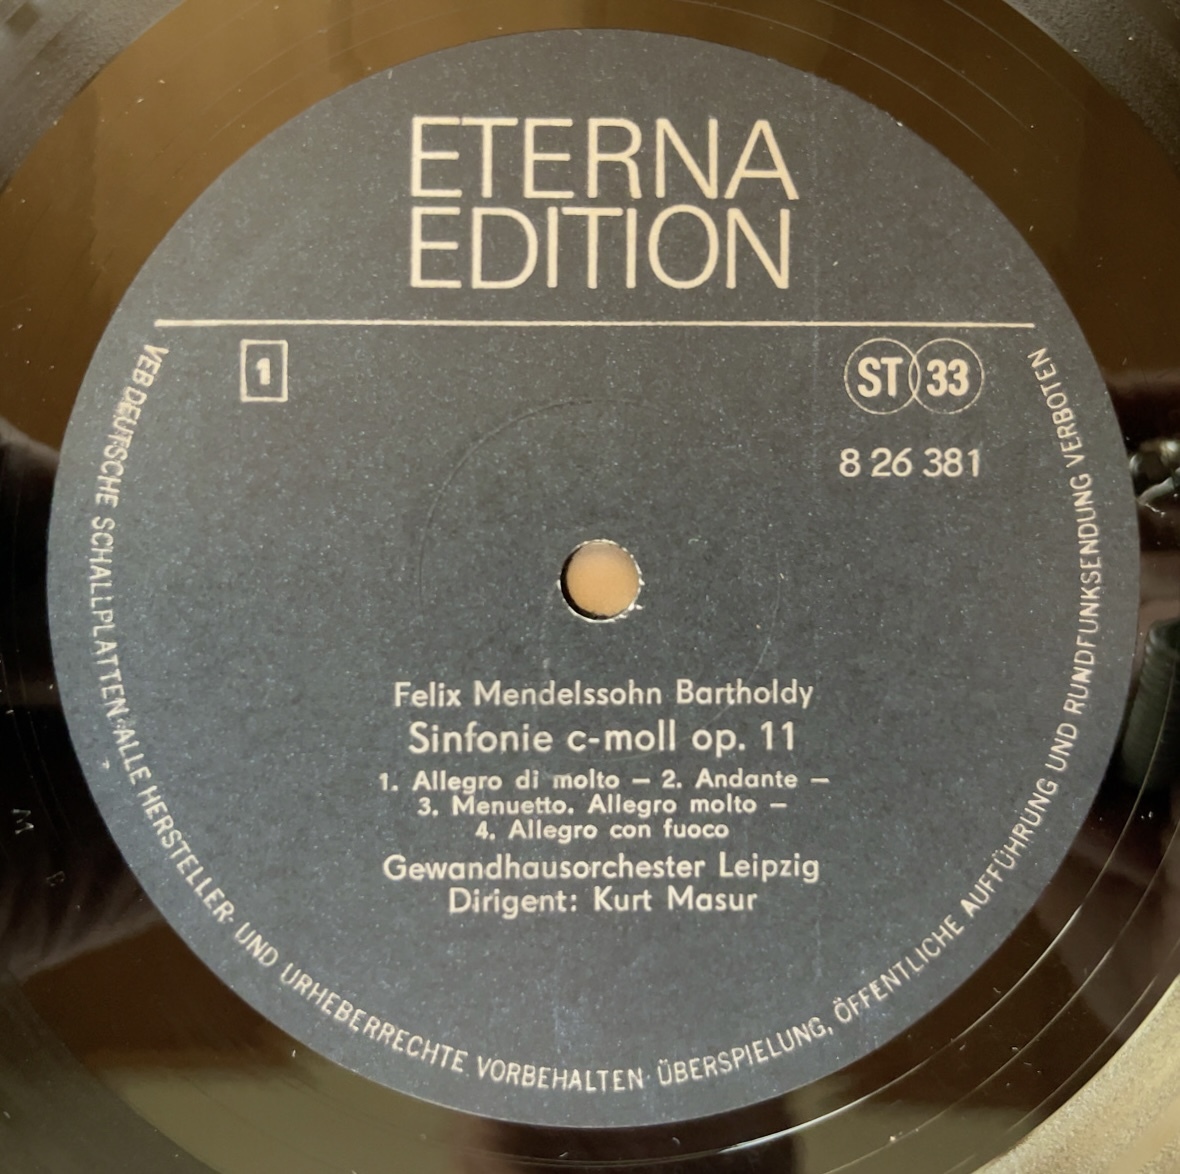 ETERNA
EDITION
1
ST 33
8 26 381
Felix Mendelssohn Bartholdy
Sinfonie c-moll op. 11
1. Allegro di molto – 2. Andante –
3. Menuetto. Allegro molto –
4. Allegro con fuoco
Gewandhausorchester Leipzig
Dirigent: Kurt Masur
VEB DEUTSCHE SCHALLPLATTEN·ALLE HERSTELLER- UND URHEBERRECHTE VORBEHALTEN· ÜBERSPIELUNG, ÖFFENTLICHE AUFFÜHRUNG UND RUNDFUNKSENDUNG VERBOTEN